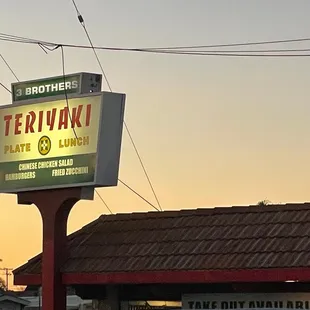 3 BROTHERS
TERIYAKI
PLATE LUNCH
CHINESE CHICKEN SALAD
HAMBURGERS FRIED ZUCCHINI
TAKE OUT AVAILABLE